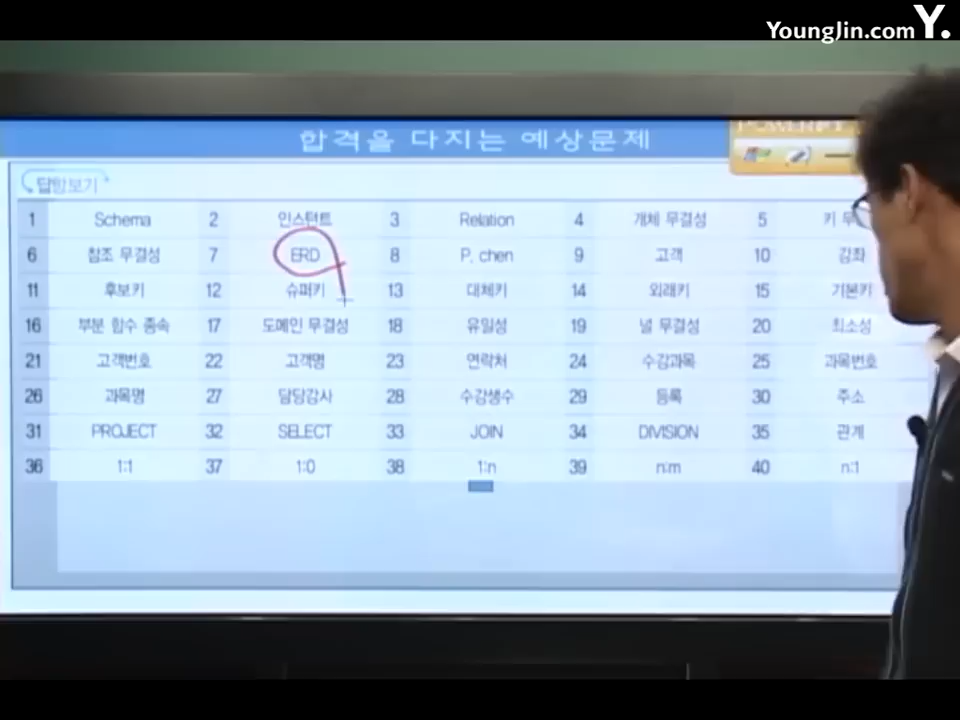 YoungJin.com Y.
합격을 다지는 예상문제
답항보기
1 Schema 2 인스턴트 3 Relation 4 개체 무결성 5 키
6 참조 무결성 7 ERD 8 P. chen 9 고객 10 강좌
11 후보키 12 슈퍼키 13 대체키 14 외래키 15 기본키
16 부분 함수 종속 17 도메인 무결성 18 유일성 19 널 무결성 20 최소성
21 고객번호 22 고객명 23 연락처 24 수강과목 25 과목번호
26 과목명 27 담당강사 28 수강생수 29 등록 30 주소
31 PROJECT 32 SELECT 33 JOIN 34 DIVISION 35 관계
36 1:1 37 1:0 38 1:n 39 n:m 40 n:1